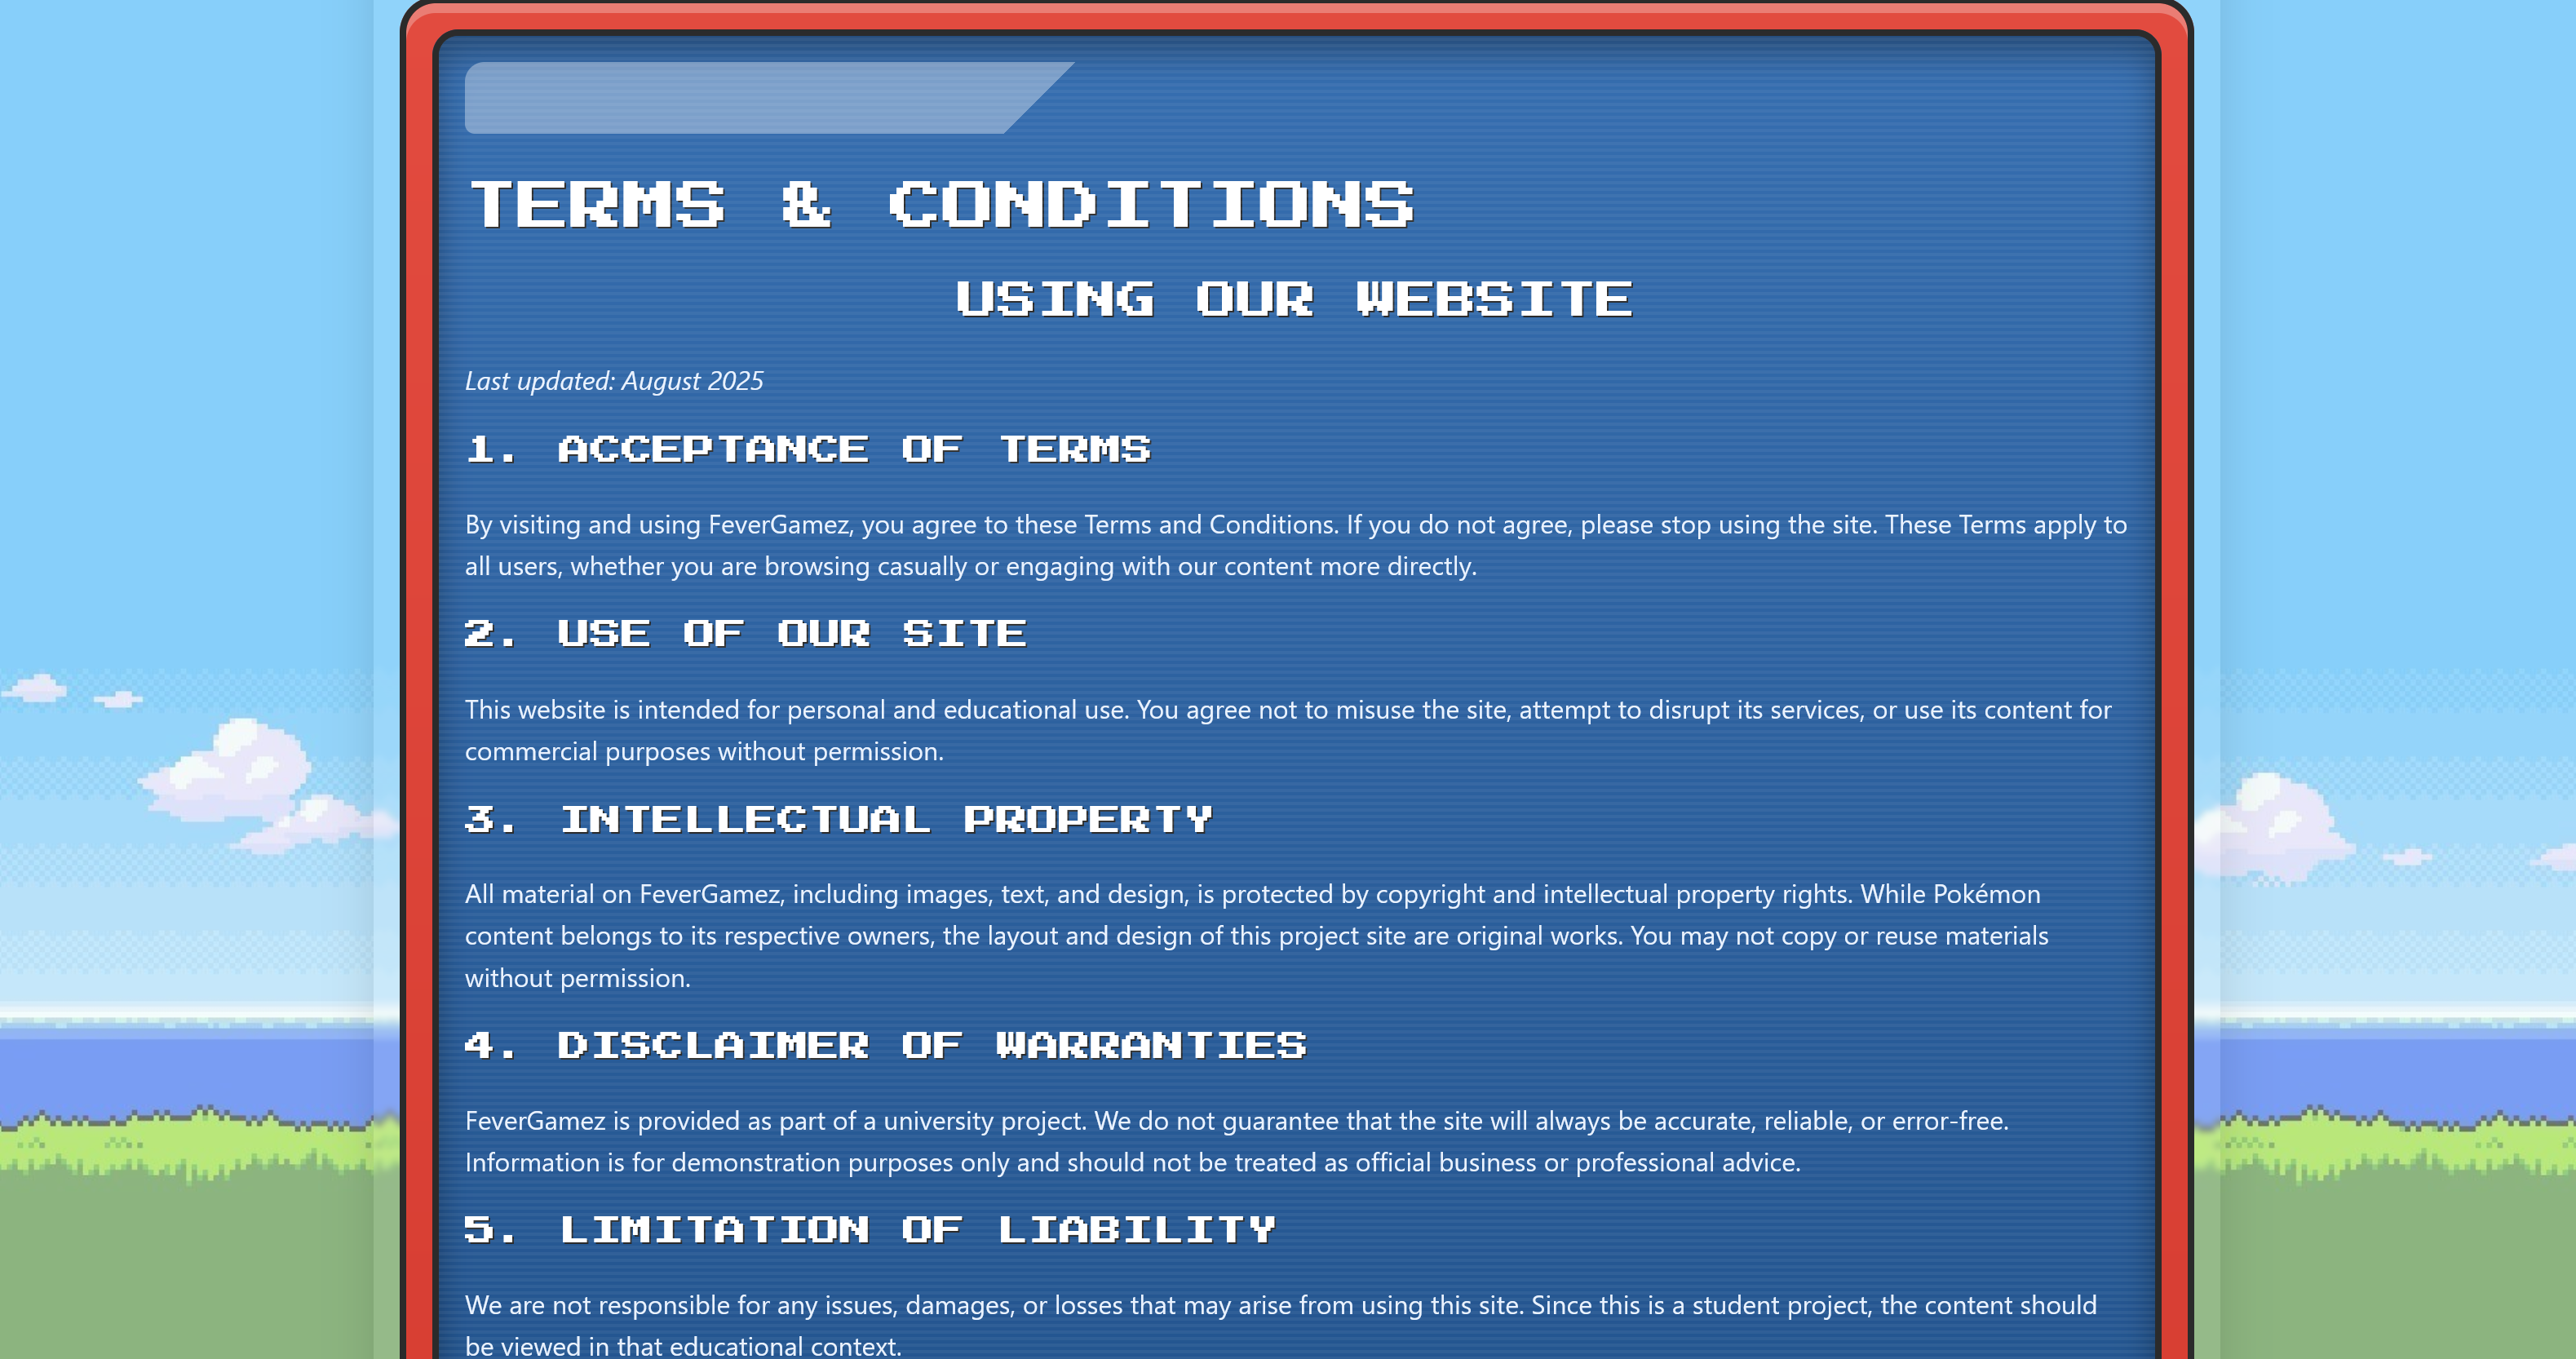 TERMS & CONDITIONS
USING OUR WEBSITE
Last updated: August 2025
1. ACCEPTANCE OF TERMS
By visiting and using FeverGamez, you agree to these Terms and Conditions. If you do not agree, please stop using the site. These Terms apply to
all users, whether you are browsing casually or engaging with our content more directly.
2. USE OF OUR SITE
This website is intended for personal and educational use. You agree not to misuse the site, attempt to disrupt its services, or use its content for
commercial purposes without permission.
3. INTELLECTUAL PROPERTY
All material on FeverGamez, including images, text, and design, is protected by copyright and intellectual property rights. While Pokémon
content belongs to its respective owners, the layout and design of this project site are original works. You may not copy or reuse materials
without permission.
4. DISCLAIMER OF WARRANTIES
FeverGamez is provided as part of a university project. We do not guarantee that the site will always be accurate, reliable, or error-free.
Information is for demonstration purposes only and should not be treated as official business or professional advice.
5. LIMITATION OF LIABILITY
We are not responsible for any issues, damages, or losses that may arise from using this site. Since this is a student project, the content should
be viewed in that educational context.